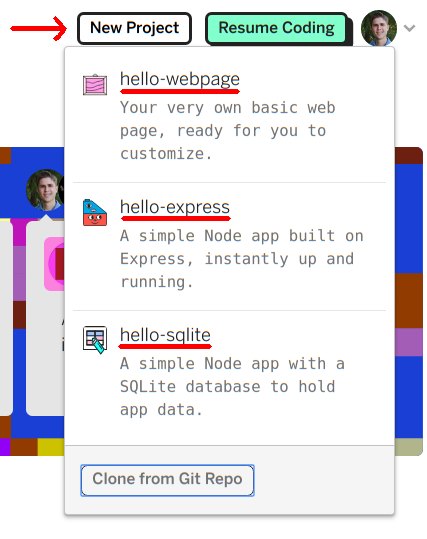 New Project
Resume Coding
hello-webpage
Your very own basic web
page, ready for you to
customize.
hello-express
A simple Node app built on
Express, instantly up and
running.
hello-sqlite
A simple Node app with a
SQLite database to hold
app data.
Clone from Git Repo